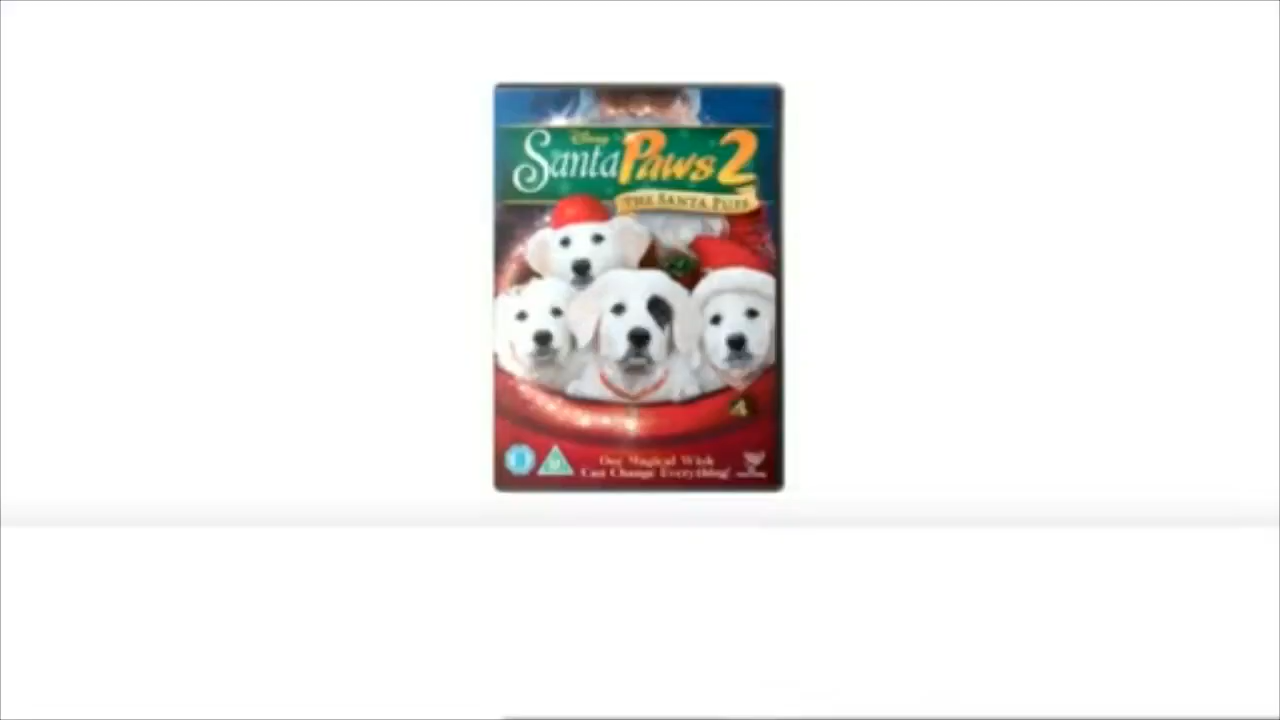 Disney
Santa Paws 2
THE SANTA PUPS
One Magical Wish
Can Change Everything!
U